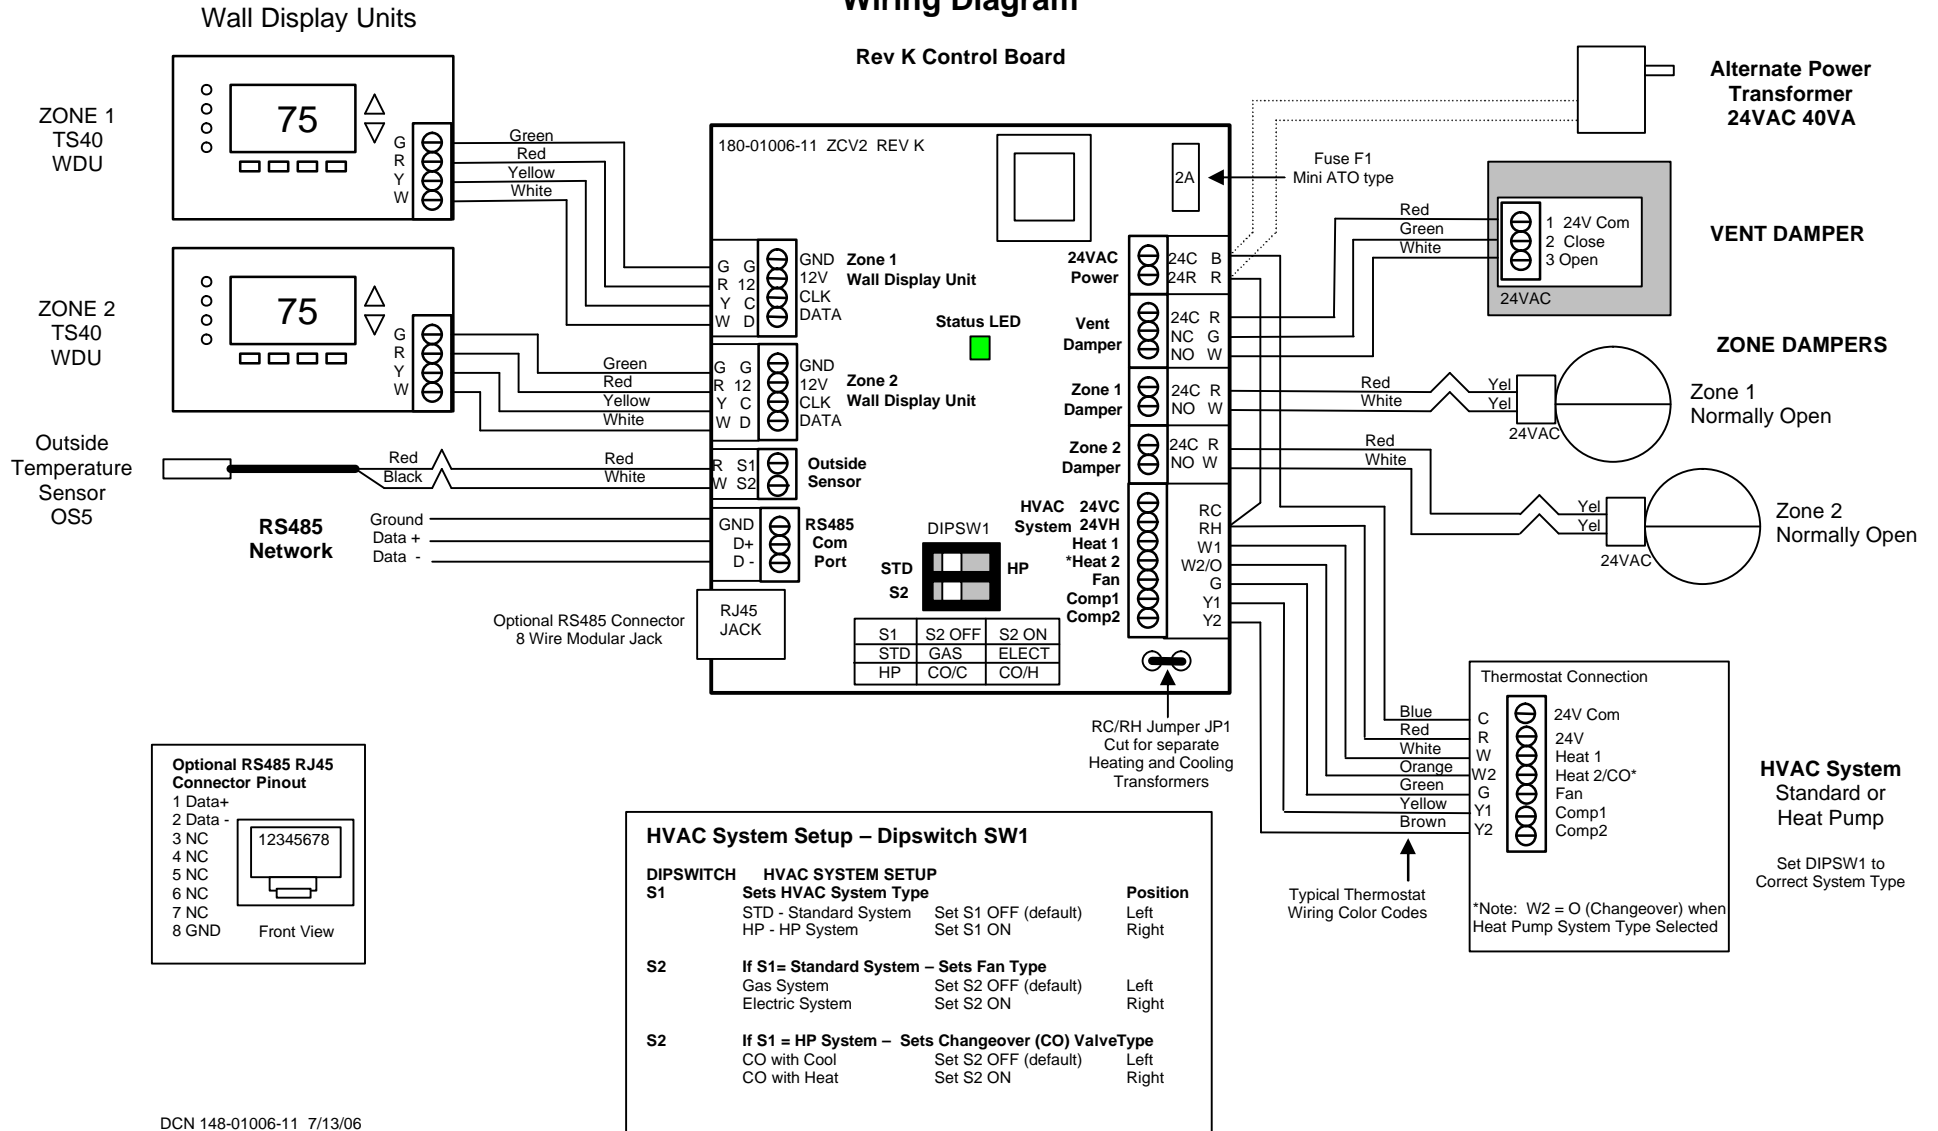 Wiring Diagram
Wall Display Units
Rev K Control Board
ZONE 1
TS40
WDU
75
G
R
Y
W
Green
Red
Yellow
White
ZONE 2
TS40
WDU
75
G
R
Y
W
Green
Red
Yellow
White
Outside
Temperature
Sensor
OS5
Red
Black
Red
White
RS485
Network
Ground
Data +
Data -
180-01006-11 ZCV2 REV K
2A
Fuse F1
Mini ATO type
G G GND
R 12 12V
Y C CLK
W D DATA
Zone 1
Wall Display Unit
G G GND
R 12 12V
Y C CLK
W D DATA
Zone 2
Wall Display Unit
Status LED
R S1
W S2
Outside
Sensor
GND
D+
D -
RS485
Com
Port
RJ45
JACK
Optional RS485 Connector
8 Wire Modular Jack
DIPSW1
STD HP
S2
S1 S2 OFF S2 ON
STD GAS ELECT
HP CO/C CO/H
24VAC
Power
24C B
24R R
Vent
Damper
24C R
NC G
NO W
Zone 1
Damper
24C R
NO W
Zone 2
Damper
24C R
NO W
HVAC 24VC RC
System 24VH RH
Heat 1 W1
*Heat 2 W2/O
Fan G
Comp1 Y1
Comp2 Y2
RC/RH Jumper JP1
Cut for separate
Heating and Cooling
Transformers
Alternate Power
Transformer
24VAC 40VA
Red
Green
White
1 24V Com
2 Close
3 Open
24VAC
VENT DAMPER
ZONE DAMPERS
Red
White
Yel
Yel
24VAC
Zone 1
Normally Open
Red
White
Yel
Yel
24VAC
Zone 2
Normally Open
Thermostat Connection
Blue C 24V Com
Red R 24V
White W Heat 1
Orange W2 Heat 2/CO*
Green G Fan
Yellow Y1 Comp1
Brown Y2 Comp2
Typical Thermostat
Wiring Color Codes
*Note: W2 = O (Changeover) when
Heat Pump System Type Selected
HVAC System
Standard or
Heat Pump
Set DIPSW1 to
Correct System Type
Optional RS485 RJ45
Connector Pinout
1 Data+
2 Data -
3 NC
4 NC
5 NC
6 NC
7 NC
8 GND
12345678
Front View
HVAC System Setup – Dipswitch SW1
DIPSWITCH HVAC SYSTEM SETUP
S1 Sets HVAC System Type Position
STD - Standard System Set S1 OFF (default) Left
HP - HP System Set S1 ON Right
S2 If S1= Standard System – Sets Fan Type
Gas System Set S2 OFF (default) Left
Electric System Set S2 ON Right
S2 If S1 = HP System – Sets Changeover (CO) ValveType
CO with Cool Set S2 OFF (default) Left
CO with Heat Set S2 ON Right
DCN 148-01006-11 7/13/06